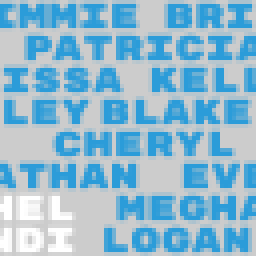 IMMIE BRI
PATRICIA
ISSA KELL
LEY BLAKE
CHERYL
ATHAN EVE
HEL MEGHA
NDI LOGAN